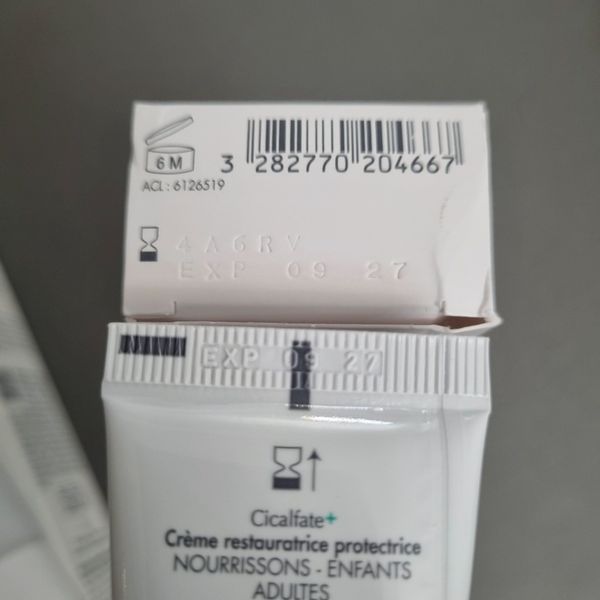 6 M
3 282770 204667
ACL : 6126519
4A6RV
EXP 09 27
EXP 09 27
Cicalfate+
Crème restauratrice protectrice
NOURRISSONS - ENFANTS
ADULTES